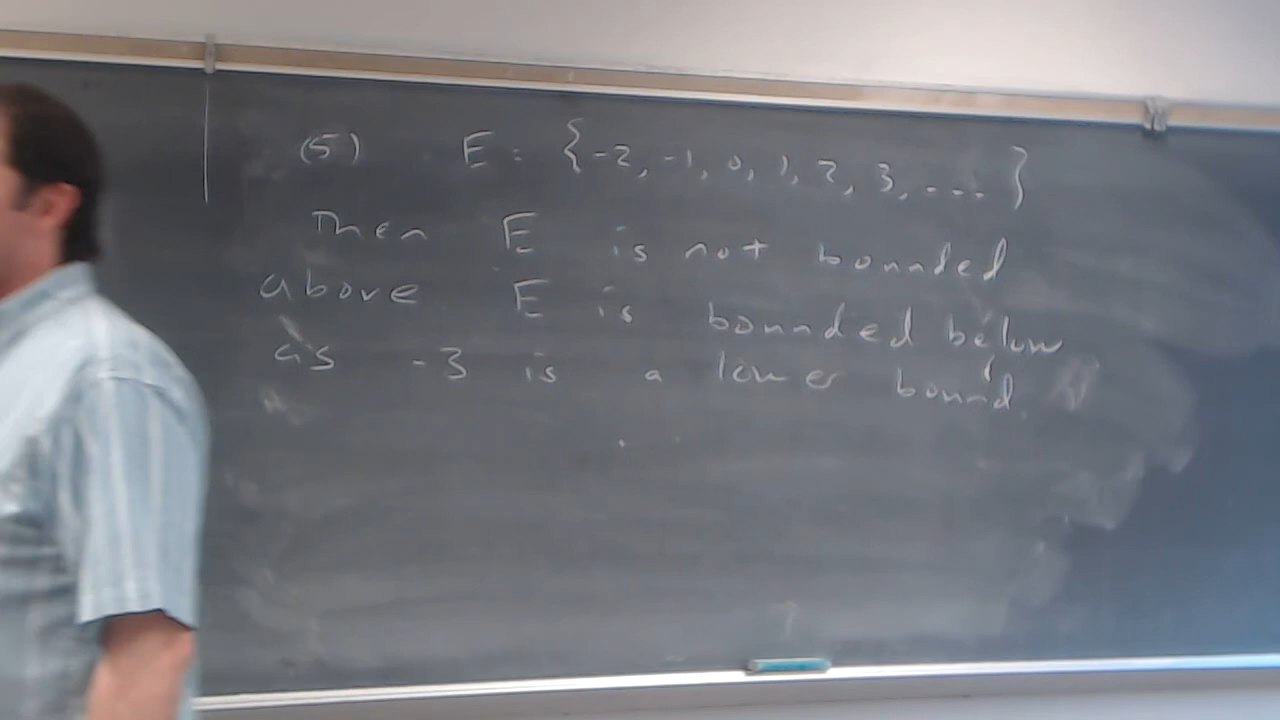 (5) E = {-2, -1, 0, 1, 2, 3, .... }
Then E is not bounded
above E is bounded below
as -3 is a lower bound.